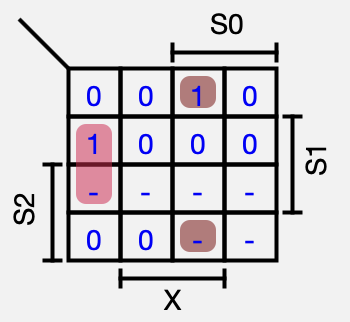 S0
0 0 1 0
1 0 0 0
S1
- - - -
S2
0 0 - -
X